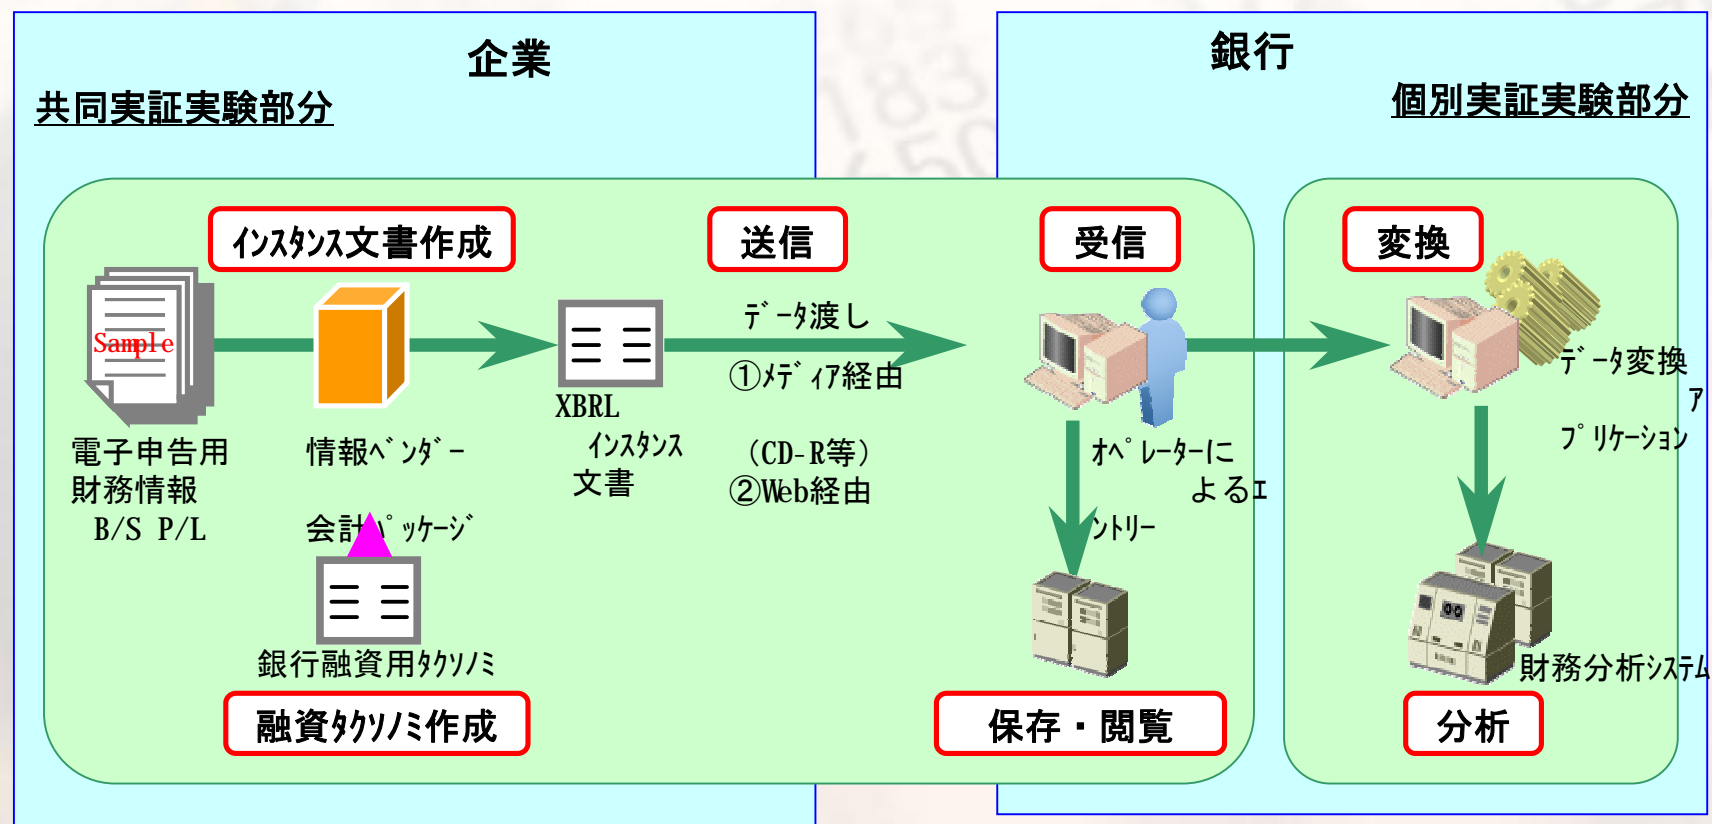 企業
銀行
共同実証実験部分
個別実証実験部分
ｲﾝｽﾀﾝｽ文書作成
送信
受信
変換
Sample
データ渡し
①ﾒﾃﾞｨｱ経由
(CD-R等)
②Web経由
XBRL
ｲﾝｽﾀﾝｽ
文書
電子申告用
財務情報
B/S P/L
情報ﾍﾞﾝﾀﾞｰ
会計ﾊﾟｯｹｰｼﾞ
ｵﾍﾟﾚｰﾀｰに
よるｴ
ﾝﾄﾘｰ
ﾃﾞｰﾀ変換
ｱ
ﾌﾟﾘｹｰｼｮﾝ
銀行融資用ﾀｸｿﾉﾐ
財務分析ｼｽﾃﾑ
融資ﾀｸｿﾉﾐ作成
保存・閲覧
分析